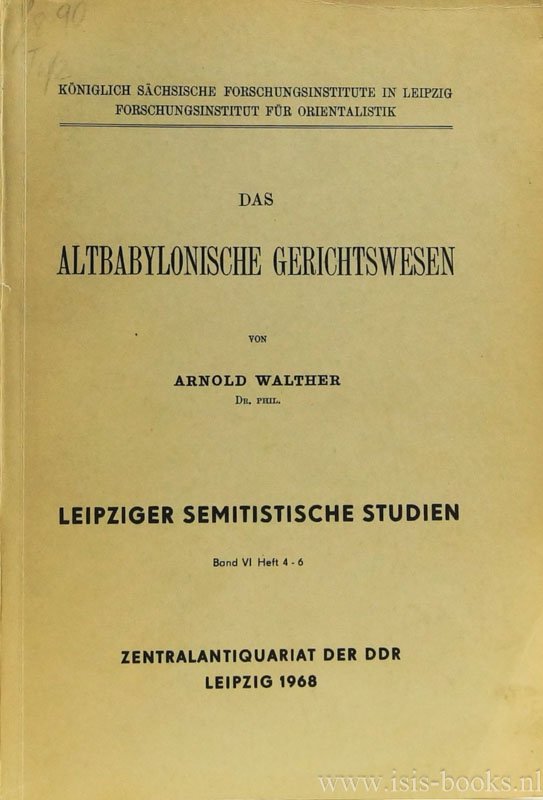 90
KÖNIGLICH SÄCHSISCHE FORSCHUNGSINSTITUTE IN LEIPZIG
FORSCHUNGSINSTITUT FÜR ORIENTALISTIK
DAS
ALTBABYLONISCHE GERICHTSWESEN
VON
ARNOLD WALTHER
DR. PHIL.
LEIPZIGER SEMITISTISCHE STUDIEN
Band VI Heft 4 - 6
ZENTRALANTIQUARIAT DER DDR
LEIPZIG 1968
www.isis-books.nl